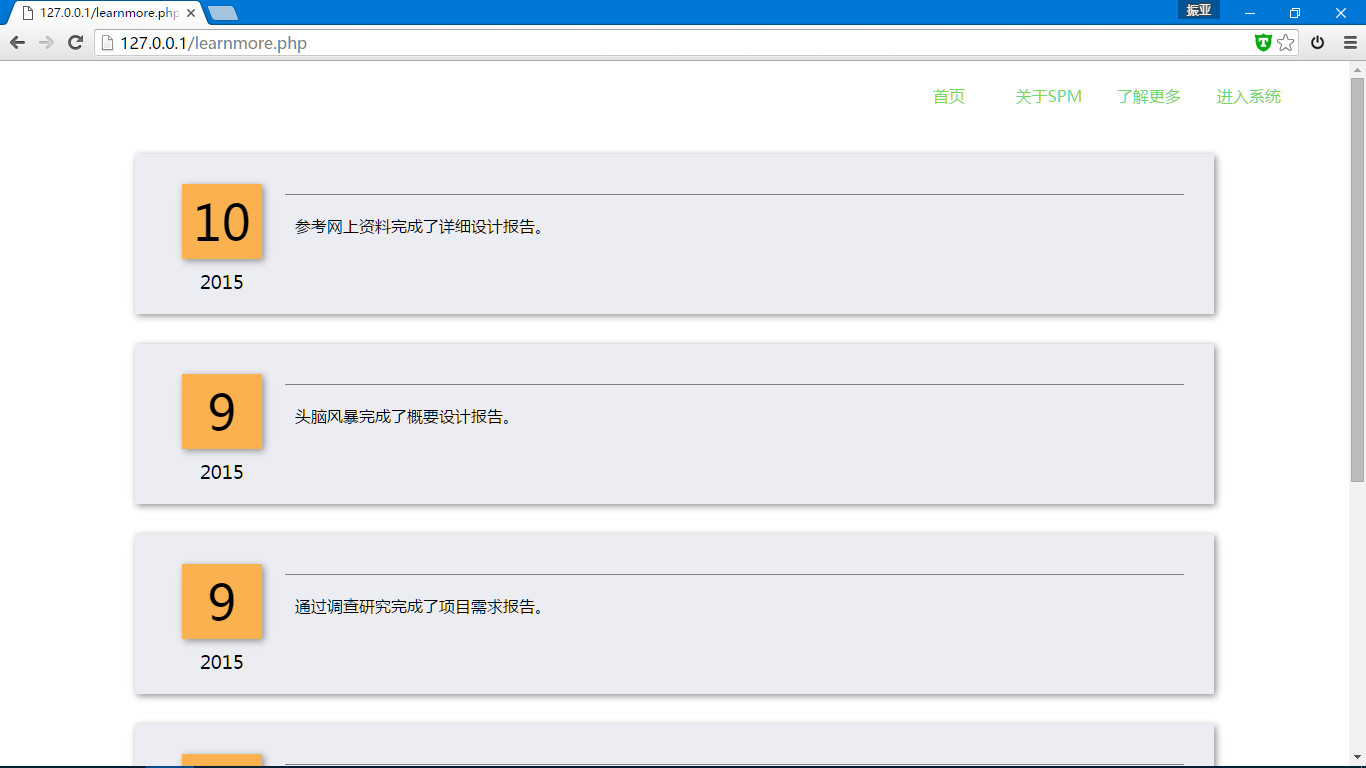 127.0.0.1/learnmore.php
振亚
127.0.0.1/learnmore.php
首页 关于SPM 了解更多 进入系统
10
参考网上资料完成了详细设计报告。
2015
9
头脑风暴完成了概要设计报告。
2015
9
通过调查研究完成了项目需求报告。
2015